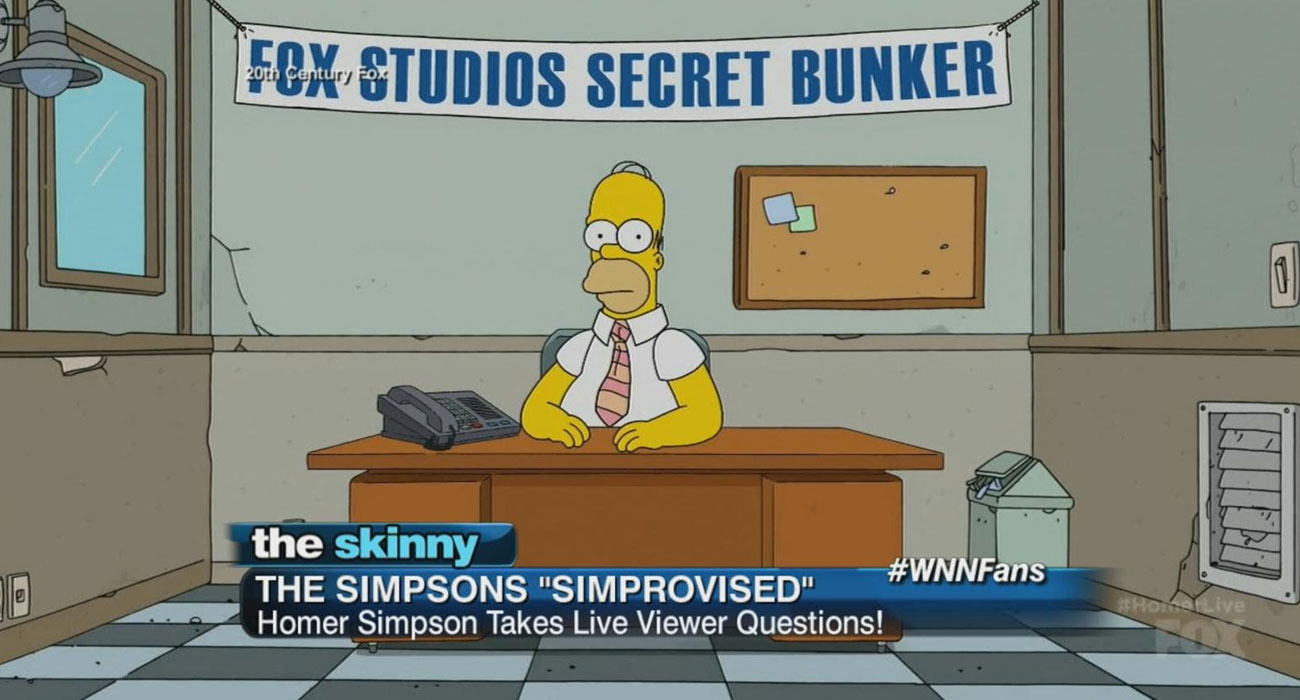 FOX STUDIOS SECRET BUNKER
20th Century Fox
the skinny
THE SIMPSONS "SIMPROVISED"
#WNNFans
Homer Simpson Takes Live Viewer Questions!
#HomerLive
FOX